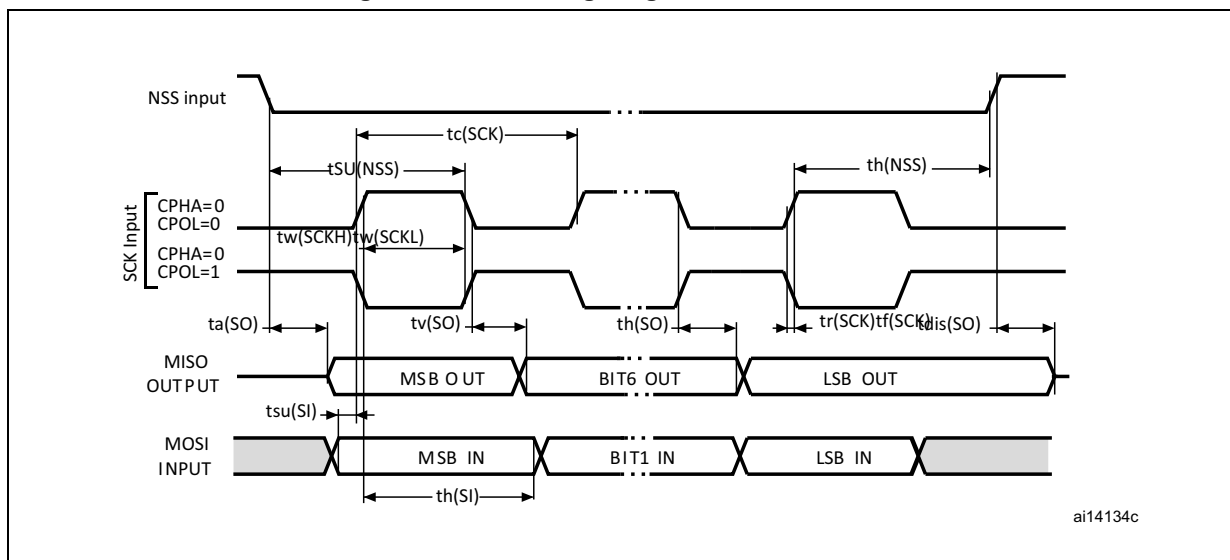 NSS input
tc(SCK)
tSU(NSS)
th(NSS)
SCK Input
CPHA=0
CPOL=0
tw(SCKH)
tw(SCKL)
CPHA=0
CPOL=1
ta(SO)
tv(SO)
th(SO)
tr(SCK)
tf(SCK)
tdis(SO)
MISO
OUTPUT
MSB OUT
BIT6 OUT
LSB OUT
tsu(SI)
MOSI
INPUT
MSB IN
BIT1 IN
LSB IN
th(SI)
ai14134c